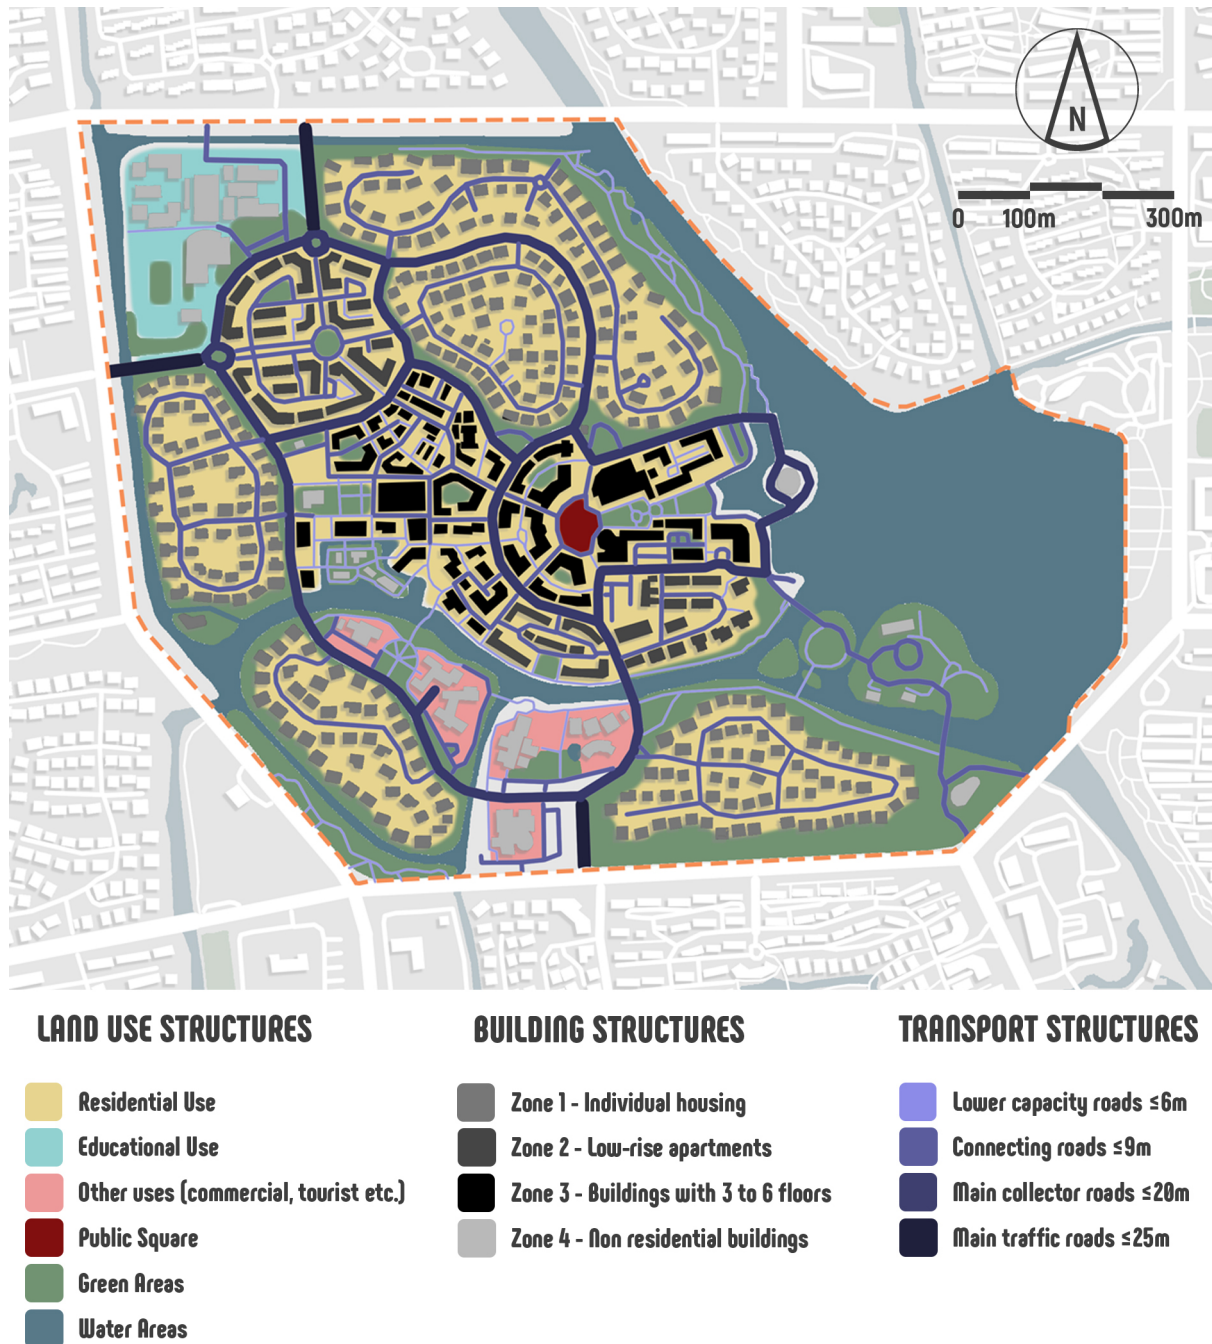 N
0 100m 300m
LAND USE STRUCTURES
Residential Use
Educational Use
Other uses (commercial, tourist etc.)
Public Square
Green Areas
Water Areas
BUILDING STRUCTURES
Zone 1 - Individual housing
Zone 2 - Low-rise apartments
Zone 3 - Buildings with 3 to 6 floors
Zone 4 - Non residential buildings
TRANSPORT STRUCTURES
Lower capacity roads ≤6m
Connecting roads ≤9m
Main collector roads ≤20m
Main traffic roads ≤25m